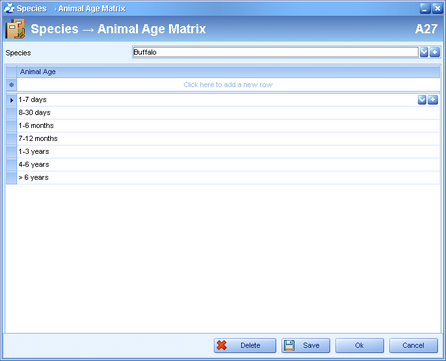 Species → Animal Age Matrix
Species → Animal Age Matrix A27
Species Buffalo
Animal Age
Click here to add a new row
1-7 days
8-30 days
1-6 months
7-12 months
1-3 years
4-6 years
> 6 years
Delete Save Ok Cancel